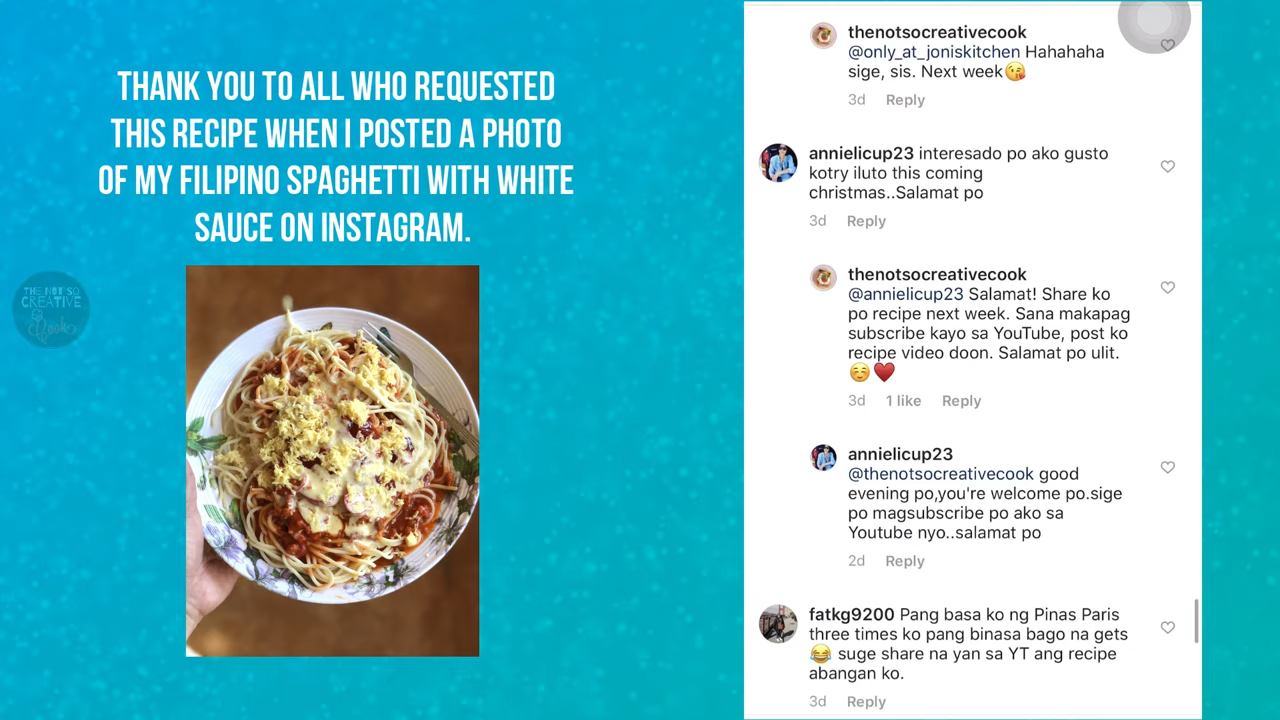 THANK YOU TO ALL WHO REQUESTED
THIS RECIPE WHEN I POSTED A PHOTO
OF MY FILIPINO SPAGHETTI WITH WHITE
SAUCE ON INSTAGRAM.
THE NOT SO
CREATIVE
Cook
thenotsocreativecook
@only_at_joniskitchen Hahahaha
sige, sis. Next week😘
3d Reply
annielicup23 interesado po ako gusto
kotry iluto this coming
christmas..Salamat po
3d Reply
thenotsocreativecook
@annielicup23 Salamat! Share ko
po recipe next week. Sana makapag
subscribe kayo sa YouTube, post ko
recipe video doon. Salamat po ulit.
☺️❤️
3d 1 like Reply
annielicup23
@thenotsocreativecook good
evening po,you're welcome po.sige
po magsubscribe po ako sa
Youtube nyo..salamat po
2d Reply
fatkg9200 Pang basa ko ng Pinas Paris
three times ko pang binasa bago na gets
😂 suge share na yan sa YT ang recipe
abangan ko.
3d Reply